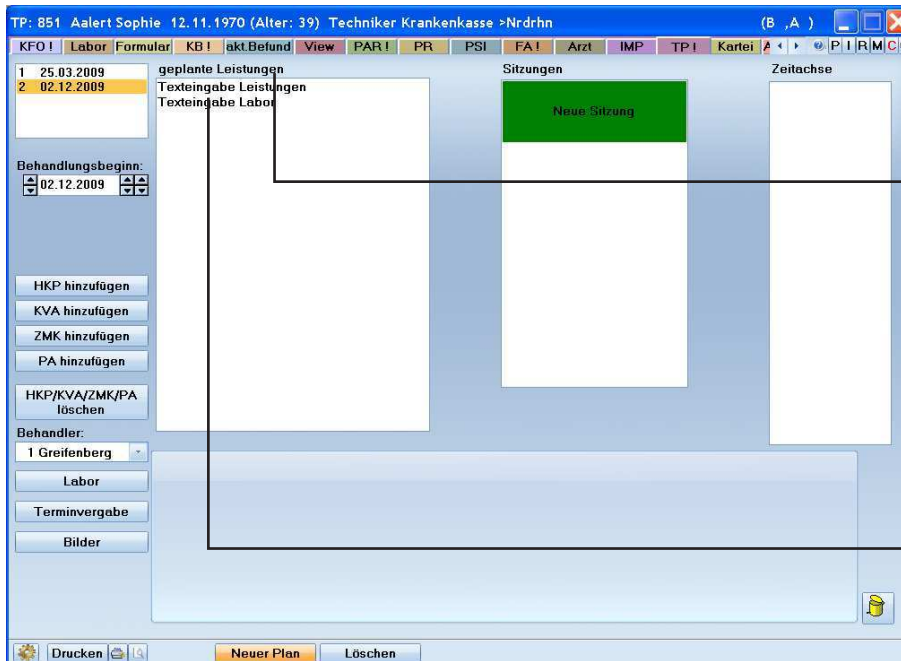 TP: 851 Aalert Sophie 12.11.1970 (Alter: 39) Techniker Krankenkasse >Nrdrhn (B ,A )
KFO ! Labor Formular KB ! akt.Befund View PAR ! PR PSI FA ! Arzt IMP TP ! Kartei A P I R M C
1 25.03.2009
2 02.12.2009
Behandlungsbeginn:
02.12.2009
HKP hinzufügen
KVA hinzufügen
ZMK hinzufügen
PA hinzufügen
HKP/KVA/ZMK/PA
löschen
Behandler:
1 Greifenberg
Labor
Terminvergabe
Bilder
geplante Leistungen
Texteingabe Leistungen
Texteingabe Labor
Sitzungen
Neue Sitzung
Zeitachse
Drucken
Neuer Plan
Löschen